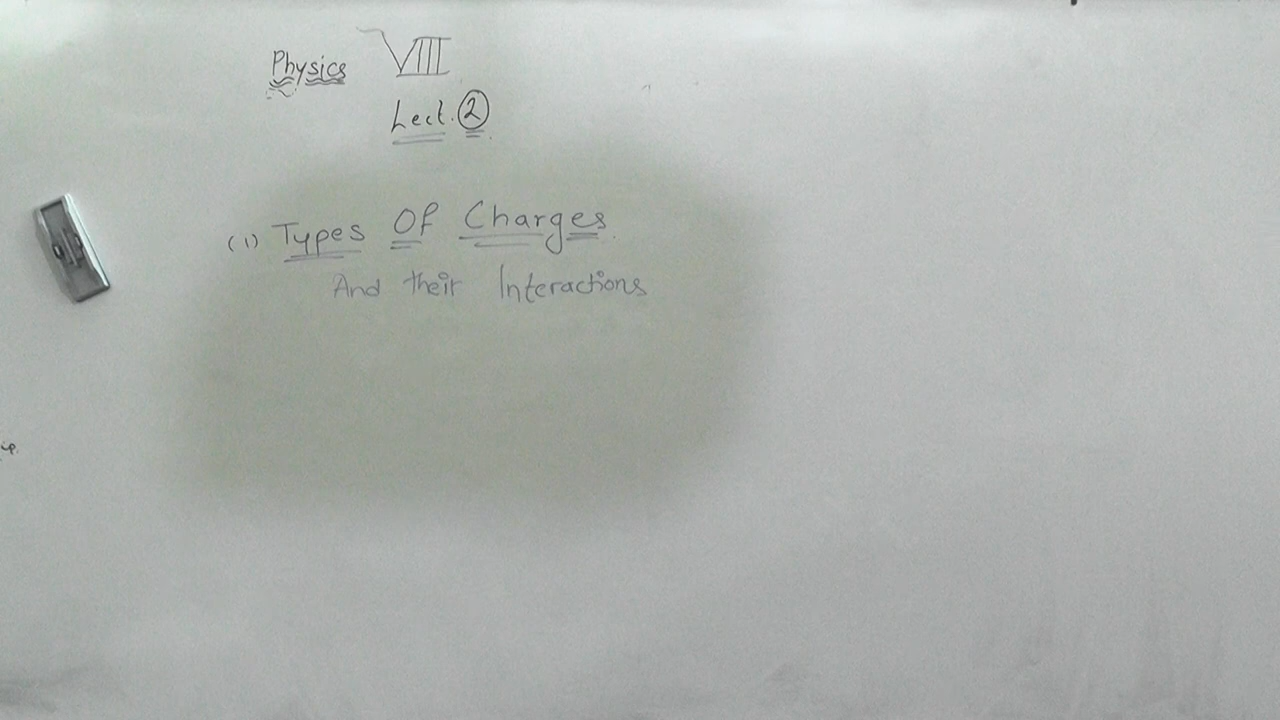 Physics VIII
Lect. 2
(1) Types Of Charges.
And their Interactions